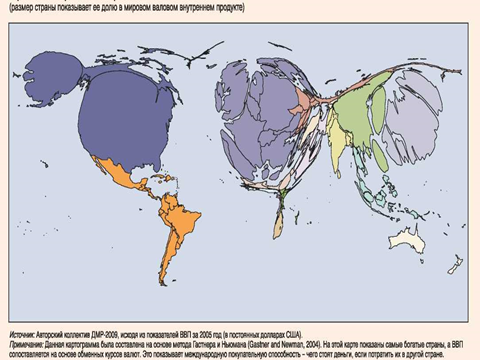 (размер страны показывает ее долю в мировом валовом внутреннем продукте)
Источник: Авторский коллектив ДМР-2009, исходя из показателей ВВП за 2005 год (в постоянных долларах США).
Примечание: Данная картограмма была составлена на основе мотода Гастнера и Ньюмана (Gastner and Newman, 2004). На этой карте показаны самые богатые страны, а ВВП
сопоставляется на основе обменных курсов валют. Это показывает международную покупательную способность – чего стоят деньги, если потратить их в другой стране.